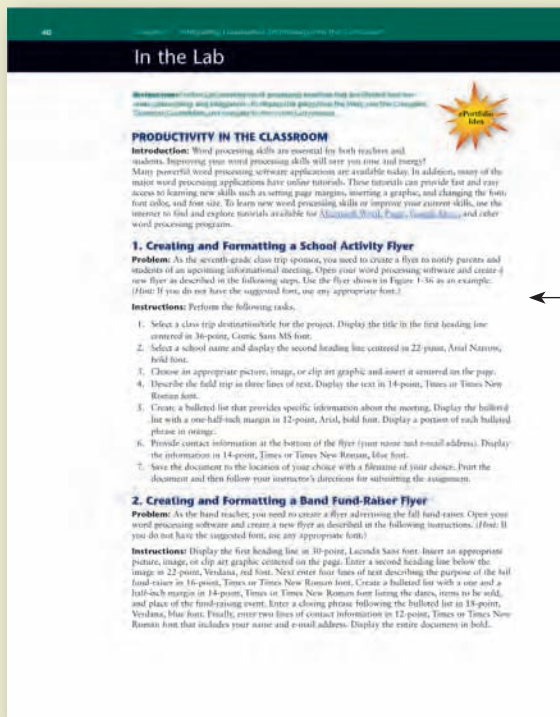 40
In the Lab
ePortfolio
Idea
PRODUCTIVITY IN THE CLASSROOM
Introduction: Word processing skills are essential for both teachers and
students. Improving your word processing skills will save you time and energy!
Many powerful word processing software applications are available today. In addition, many of the
major word processing applications have online tutorials. These tutorials can provide fast and easy
access to learning new skills such as setting page margins, inserting a graphic, and changing the font,
font color, and font size. To learn new word processing skills or improve your current skills, use the
internet to find and explore tutorials available for Microsoft Word, Pages, Google Docs, and other
word processing programs.
1. Creating and Formatting a School Activity Flyer
Problem: As the seventh-grade class trip sponsor, you need to create a flyer to notify parents and
students of an upcoming informational meeting. Open your word processing software and create a
new flyer as described in the following steps. Use the flyer shown in Figure 1-36 as an example.
(Hint: If you do not have the suggested font, use any appropriate font.)
Instructions: Perform the following tasks.
1. Select a class trip destination/title for the project. Display the title in the first heading line
centered in 36-point, Comic Sans MS font.
2. Select a school name and display the second heading line centered in 22-point, Arial Narrow,
bold font.
3. Choose an appropriate picture, image, or clip art graphic and insert it centered on the page.
4. Describe the field trip in three lines of text. Display the text in 14-point, Times or Times New
Roman font.
5. Create a bulleted list that provides specific information about the meeting. Display the bulleted
list with a one-half-inch margin in 12-point, Arial, bold font. Display a portion of each bulleted
phrase in orange.
6. Provide contact information at the bottom of the flyer (your name and e-mail address). Display
the information in 14-point, Times or Times New Roman, blue font.
7. Save the document to the location of your choice with a filename of your choice. Print the
document and then follow your instructor's directions for submitting the assignment.
2. Creating and Formatting a Band Fund-Raiser Flyer
Problem: As the band teacher, you need to create a flyer advertising the fall fund-raiser. Open your
word processing software and create a new flyer as described in the following instructions. (Hint: If
you do not have the suggested font, use any appropriate font.)
Instructions: Display the first heading line in 30-point, Lucinda Sans font. Insert an appropriate
picture, image, or clip art graphic centered on the page. Enter a second heading line below the
image in 22-point, Verdana, red font. Next enter four lines of text describing the purpose of the fall
fund-raiser in 16-point, Times or Times New Roman font. Create a bulleted list with a one and a
half-inch margin in 14-point, Times or Times New Roman font listing the dates, items to be sold,
and place of the fund-raising event. Enter a closing phrase following the bulleted list in 18-point,
Verdana, blue font. Finally, enter two lines of contact information in 12-point, Times or Times New
Roman font that includes your name and e-mail address. Display the entire document in bold.